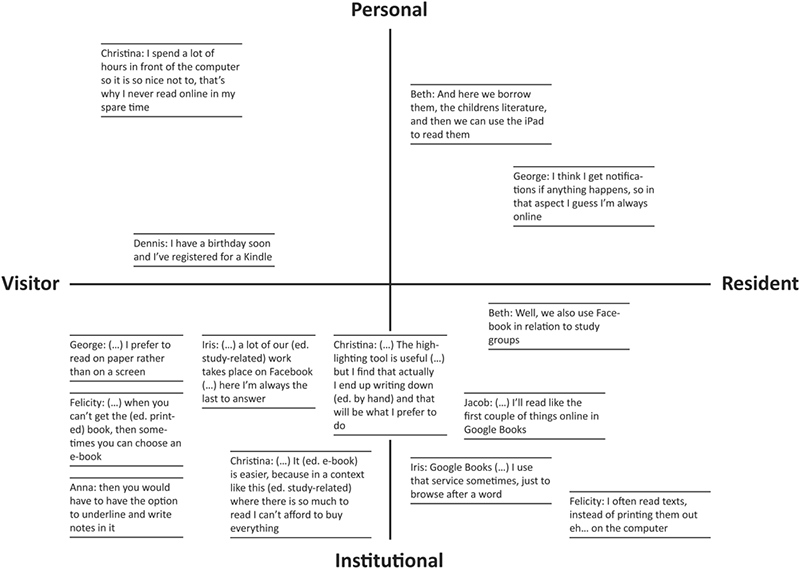 Personal
Christina: I spend a lot of
hours in front of the computer
so it is so nice not to, that's
why I never read online in my
spare time
Beth: And here we borrow
them, the childrens literature,
and then we can use the iPad
to read them
George: I think I get notifica-
tions if anything happens, so in
that aspect I guess I'm always
online
Dennis: I have a birthday soon
and I've registered for a Kindle
Visitor
Resident
Beth: Well, we also use Face-
book in relation to study
groups
George: (...) I prefer to
read on paper rather
than on a screen
Iris: (...) a lot of our (ed.
study-related) work
takes place on Facebook
(...) here I'm always the
last to answer
Christina: (...) The high-
lighting tool is useful (...)
but I find that actually
I end up writing down
(ed. by hand) and that
will be what I prefer to
do
Felicity: (...) when you
can't get the (ed. print-
ed) book, then some-
times you can choose an
e-book
Jacob: (...) I'll read like the
first couple of things online in
Google Books
Christina: (...) It (ed. e-book)
is easier, because in a context
like this (ed. study-related)
where there is so much to
read I can't afford to buy
everything
Iris: Google Books (...) I use
that service sometimes, just to
browse after a word
Anna: then you would
have to have the option
to underline and write
notes in it
Felicity: I often read texts,
instead of printing them out
eh... on the computer
Institutional